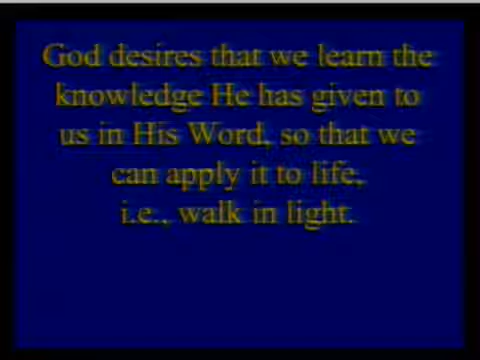 God desires that we learn the
knowledge He has given to
us in His Word, so that we
can apply it to life,
i.e., walk in light.